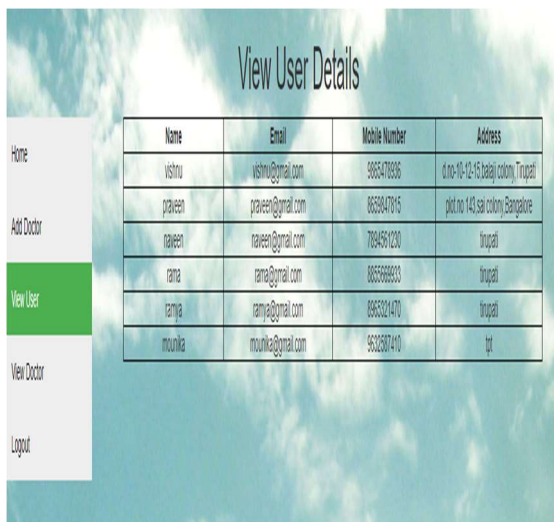 View User Details
Home
Add Doctor
View User
View Doctor
Logout
Name Email Mobile Number Address
vishnu vishnu@gmail.com 9865478936 d.no-10-12-15,balaji colony,Tirupati
praveen praveen@gmail.com 8659847815 plot.no 143,sai colony,Bangalore
naveen naveen@gmail.com 7894561230 tirupati
rama rama@gmail.com 8855669933 tirupati
ramya ramya@gmail.com 8965321470 tirupati
mounika mounika@gmail.com 9632587410 tpt